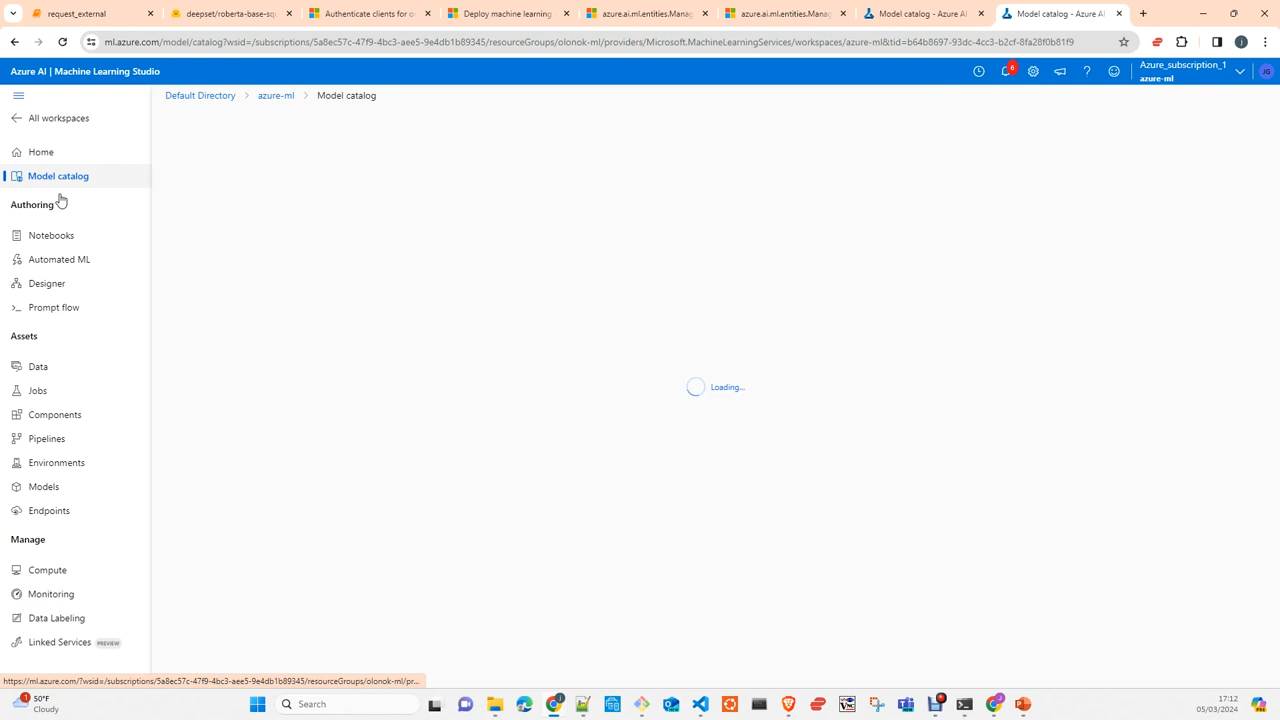 request_external
deepset/roberta-base-squ
Authenticate clients for o
Deploy machine learning
azure.ai.ml.entities.Manag
azure.ai.ml.entities.Manag
Model catalog - Azure AI
Model catalog - Azure AI
ml.azure.com/model/catalog?wsid=/subscriptions/5a8ec57c-47f9-4bc3-aee5-9e4db1b89345/resourceGroups/olonok-ml/providers/Microsoft.MachineLearningServices/workspaces/azure-ml&tid=b64b8697-93dc-4cc3-b2cf-8fa28f0b81f9
Azure AI | Machine Learning Studio
6
Azure_subscription_1
azure-ml
JG
All workspaces
Default Directory > azure-ml > Model catalog
Home
Model catalog
Authoring
Notebooks
Automated ML
Designer
Prompt flow
Assets
Data
Jobs
Components
Pipelines
Environments
Models
Endpoints
Manage
Compute
Monitoring
Data Labeling
Linked Services PREVIEW
Loading...
https://ml.azure.com/?wsid=/subscriptions/5a8ec57c-47f9-4bc3-aee5-9e4db1b89345/resourceGroups/olonok-ml/pr...
1
50°F
Cloudy
Search
17:12
05/03/2024